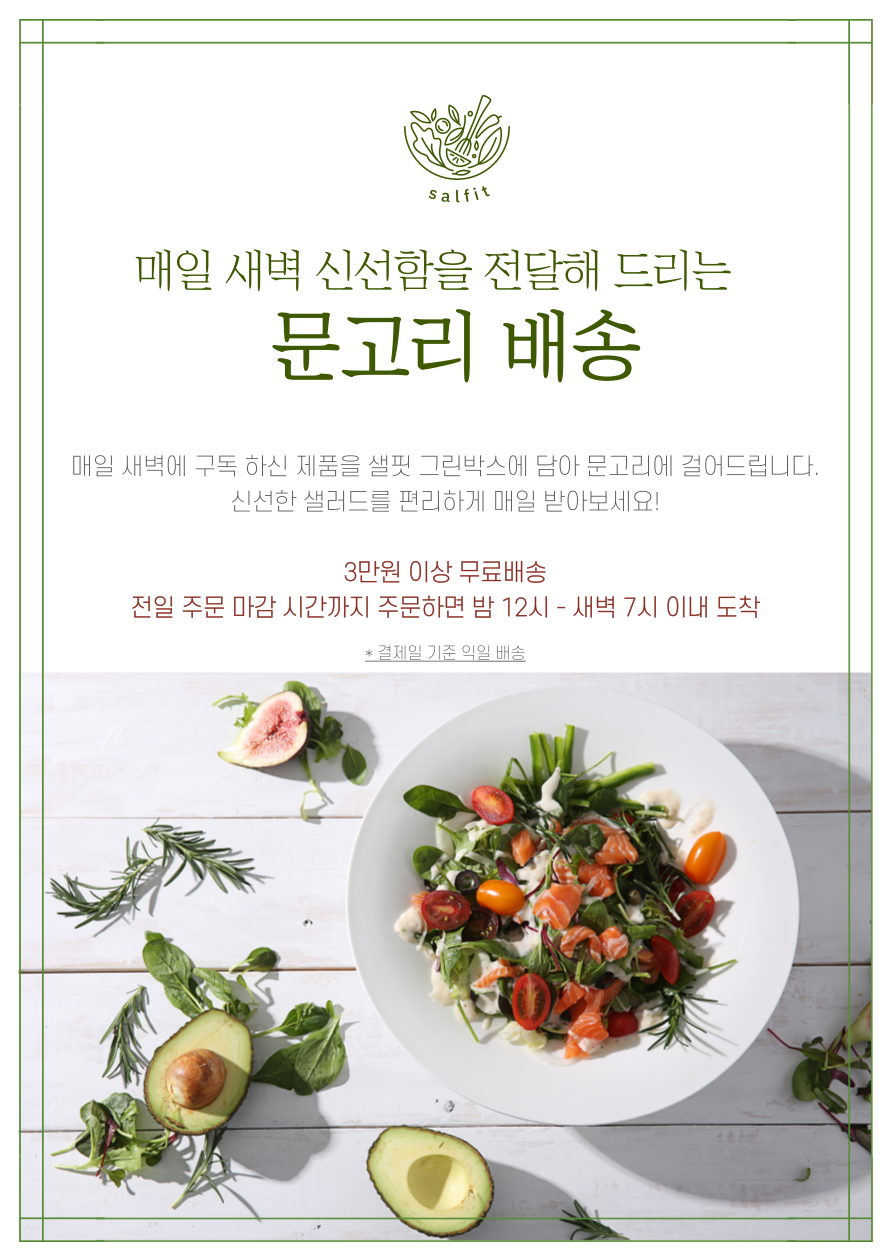 salfit
매일 새벽 신선함을 전달해 드리는
문고리 배송
매일 새벽에 구독 하신 제품을 샐핏 그린박스에 담아 문고리에 걸어드립니다.
신선한 샐러드를 편리하게 매일 받아보세요!
3만원 이상 무료배송
전일 주문 마감 시간까지 주문하면 밤 12시 - 새벽 7시 이내 도착
* 결제일 기준 익일 배송